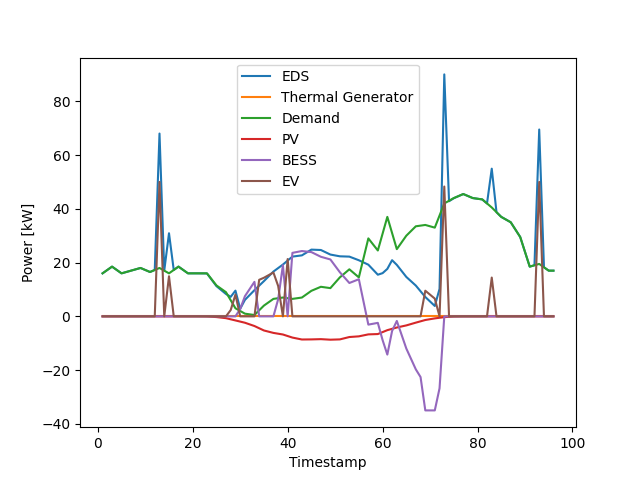 EDS
Thermal Generator
Demand
PV
BESS
EV
80
60
40
20
0
−20
−40
Power [kW]
0 20 40 60 80 100
Timestamp